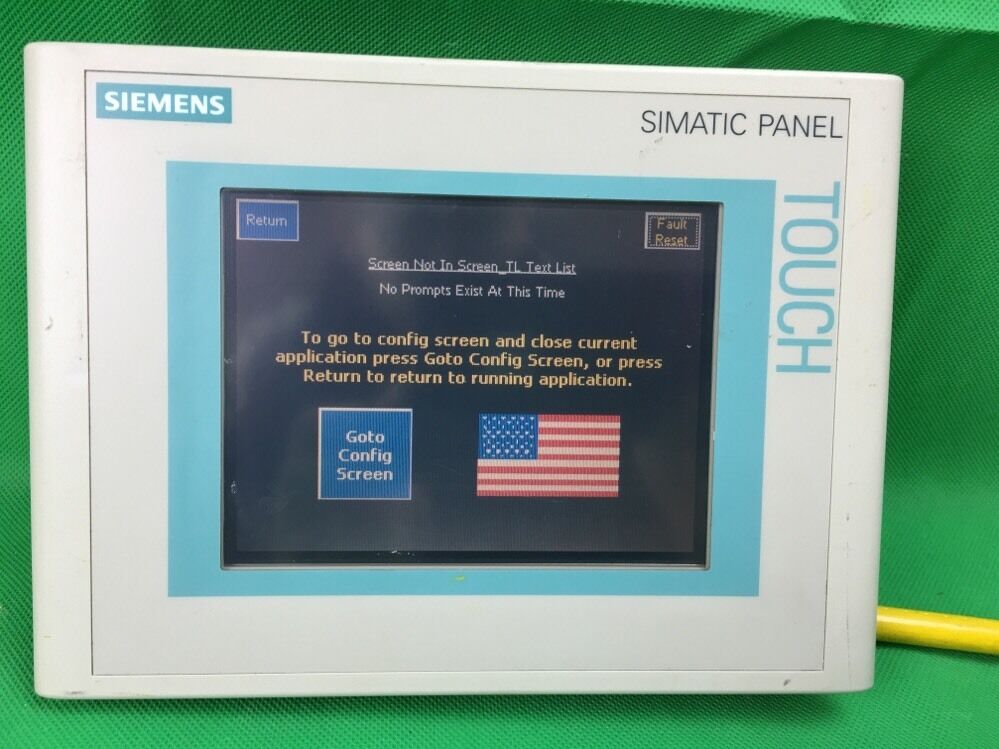 SIEMENS
SIMATIC PANEL
TOUCH
Return
Fault
Reset
Screen Not In Screen_TL Text List
No Prompts Exist At This Time
To go to config screen and close current
application press Goto Config Screen, or press
Return to return to running application.
Goto
Config
Screen